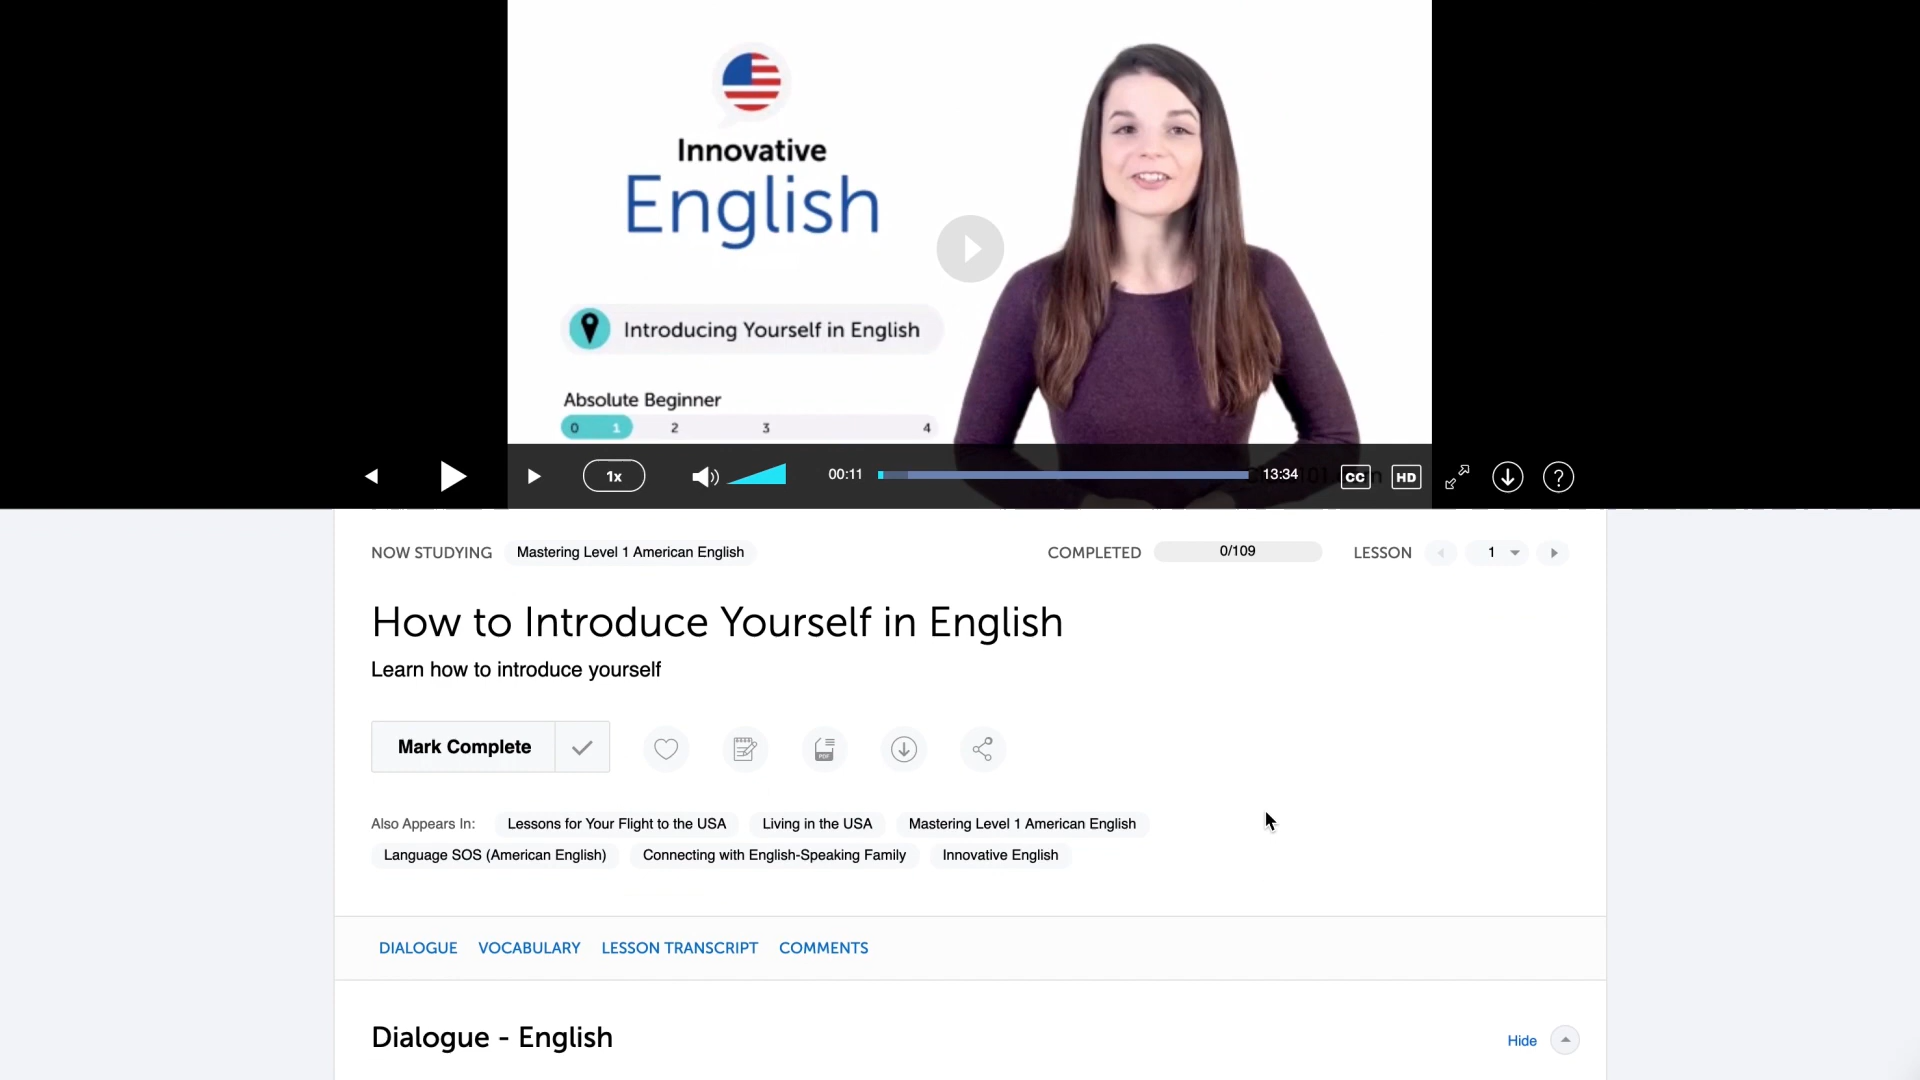 Innovative
English
Introducing Yourself in English
Absolute Beginner
0 1 2 3 4
1x
00:11
13:34
CC
HD
?
NOW STUDYING Mastering Level 1 American English
COMPLETED 0/109 LESSON 1
How to Introduce Yourself in English
Learn how to introduce yourself
Mark Complete
PDF
Also Appears In: Lessons for Your Flight to the USA Living in the USA Mastering Level 1 American English
Language SOS (American English) Connecting with English-Speaking Family Innovative English
DIALOGUE VOCABULARY LESSON TRANSCRIPT COMMENTS
Dialogue - English
Hide